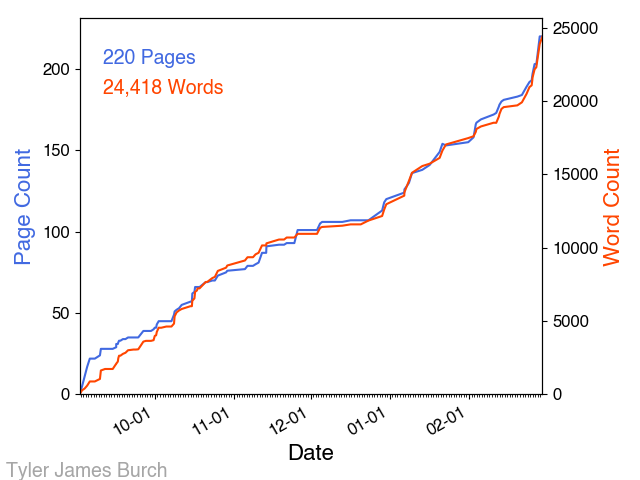 220 Pages
24,418 Words
Page Count
200
150
100
50
0
25000
20000
15000
10000
5000
0
Word Count
10-01
11-01
12-01
01-01
02-01
Date
Tyler James Burch